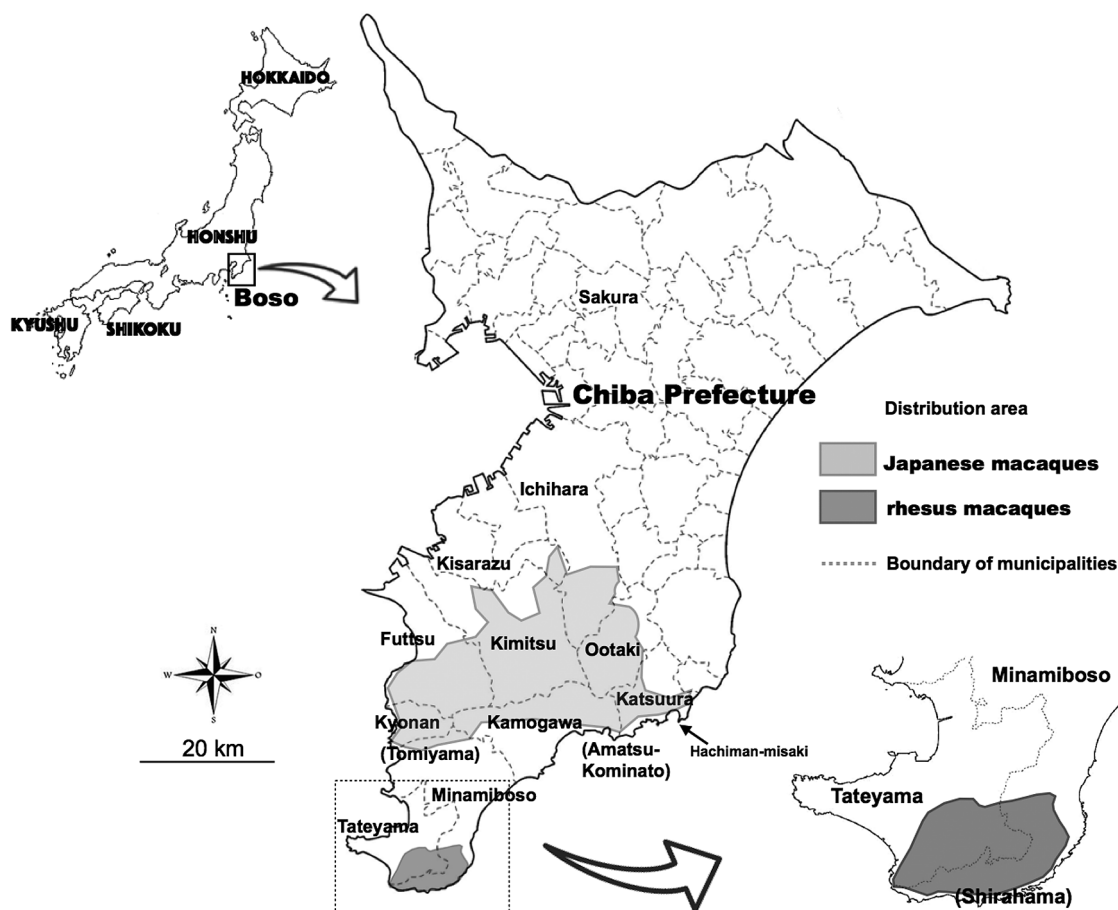 HOKKAIDO
HONSHU
Boso
KYUSHU
SHIKOKU
Sakura
Chiba Prefecture
Distribution area
Japanese macaques
rhesus macaques
Boundary of municipalities
Ichihara
Kisarazu
Futtsu
Kimitsu
Ootaki
Katsuura
Kyonan
Kamogawa
(Tomiyama)
(Amatsu-
Kominato)
Hachiman-misaki
N
W
O
S
20 km
Minamiboso
Tateyama
Minamiboso
Tateyama
(Shirahama)